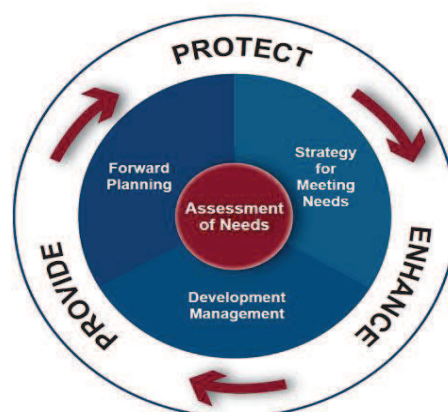 PROTECT
Forward
Planning
Strategy
for
Meeting
Needs
Assessment
of Needs
Development
Management
PROVIDE
ENHANCE